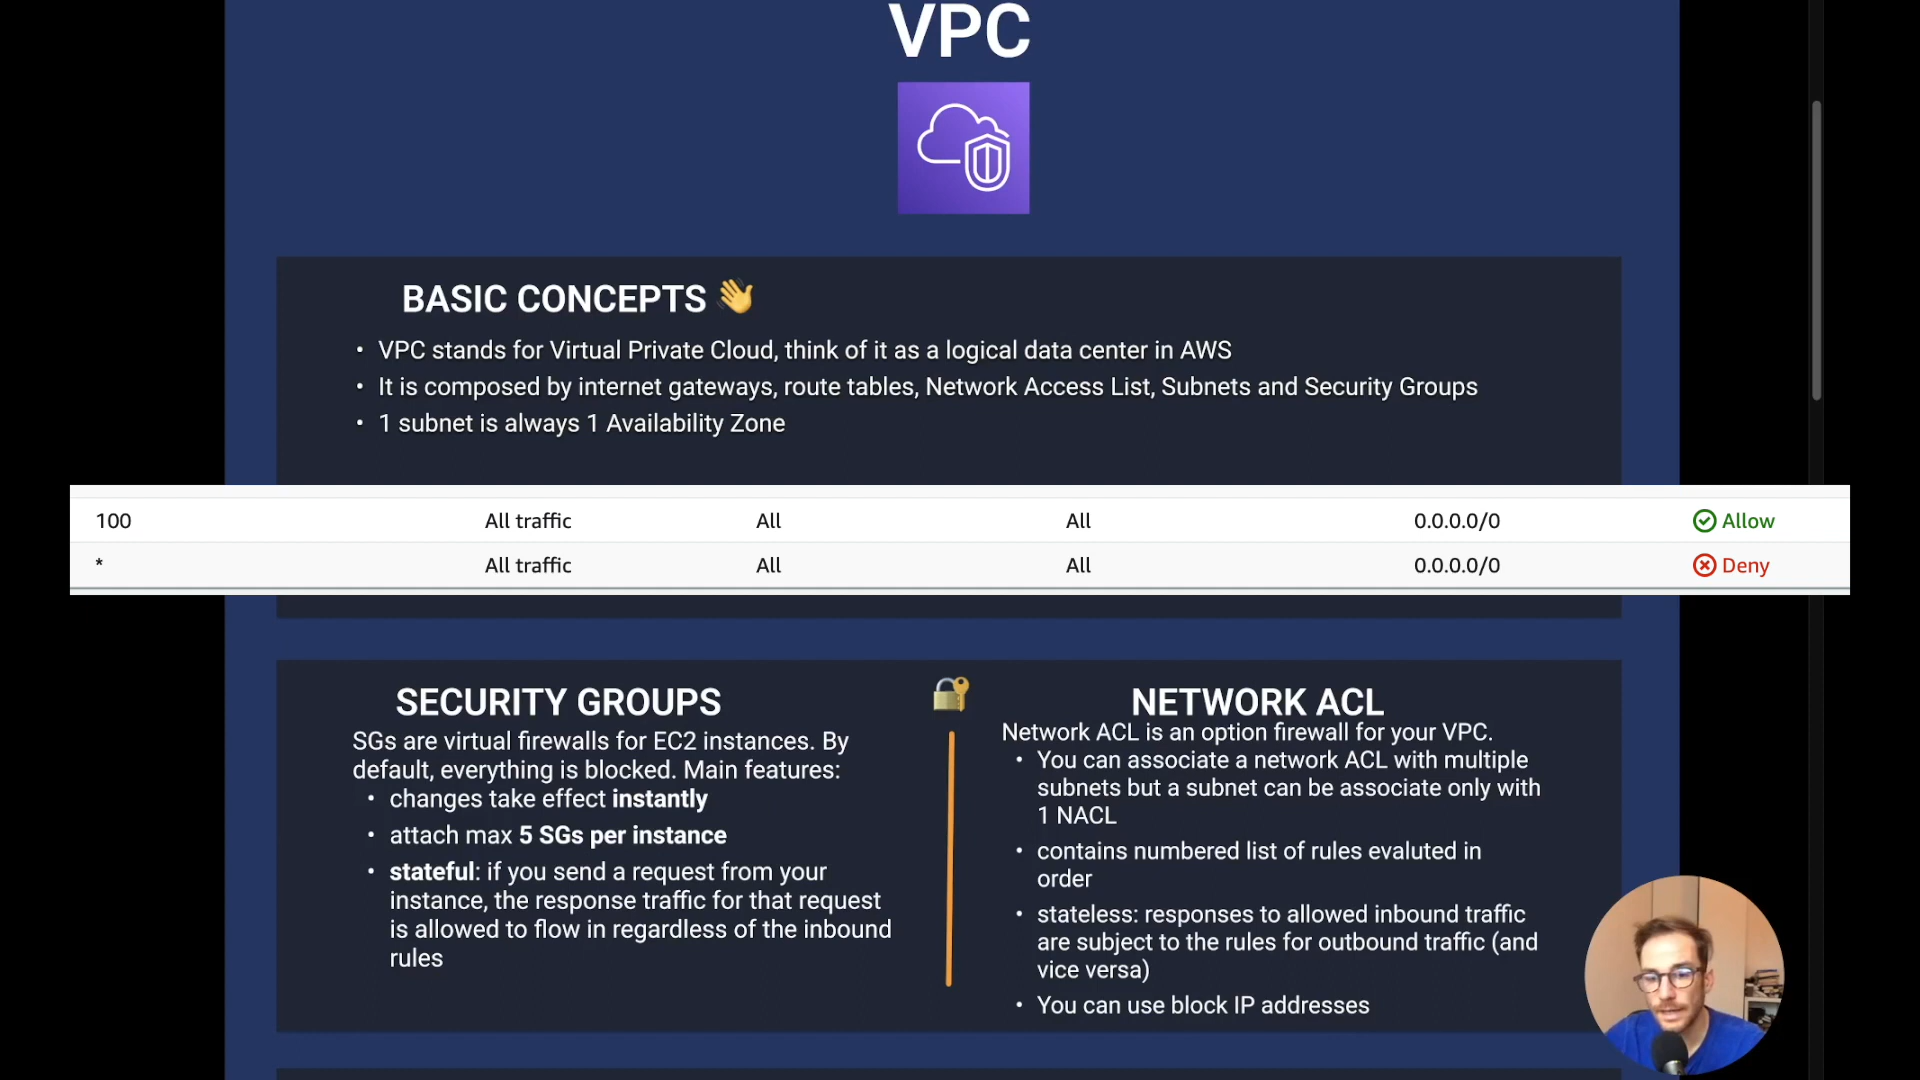 VPC
BASIC CONCEPTS 👋
• VPC stands for Virtual Private Cloud, think of it as a logical data center in AWS
• It is composed by internet gateways, route tables, Network Access List, Subnets and Security Groups
• 1 subnet is always 1 Availability Zone
100 All traffic All All 0.0.0.0/0 Allow
* All traffic All All 0.0.0.0/0 Deny
SECURITY GROUPS
SGs are virtual firewalls for EC2 instances. By
default, everything is blocked. Main features:
• changes take effect instantly
• attach max 5 SGs per instance
• stateful: if you send a request from your
instance, the response traffic for that request
is allowed to flow in regardless of the inbound
rules
NETWORK ACL
Network ACL is an option firewall for your VPC.
• You can associate a network ACL with multiple
subnets but a subnet can be associate only with
1 NACL
• contains numbered list of rules evaluted in
order
• stateless: responses to allowed inbound traffic
are subject to the rules for outbound traffic (and
vice versa)
• You can use block IP addresses